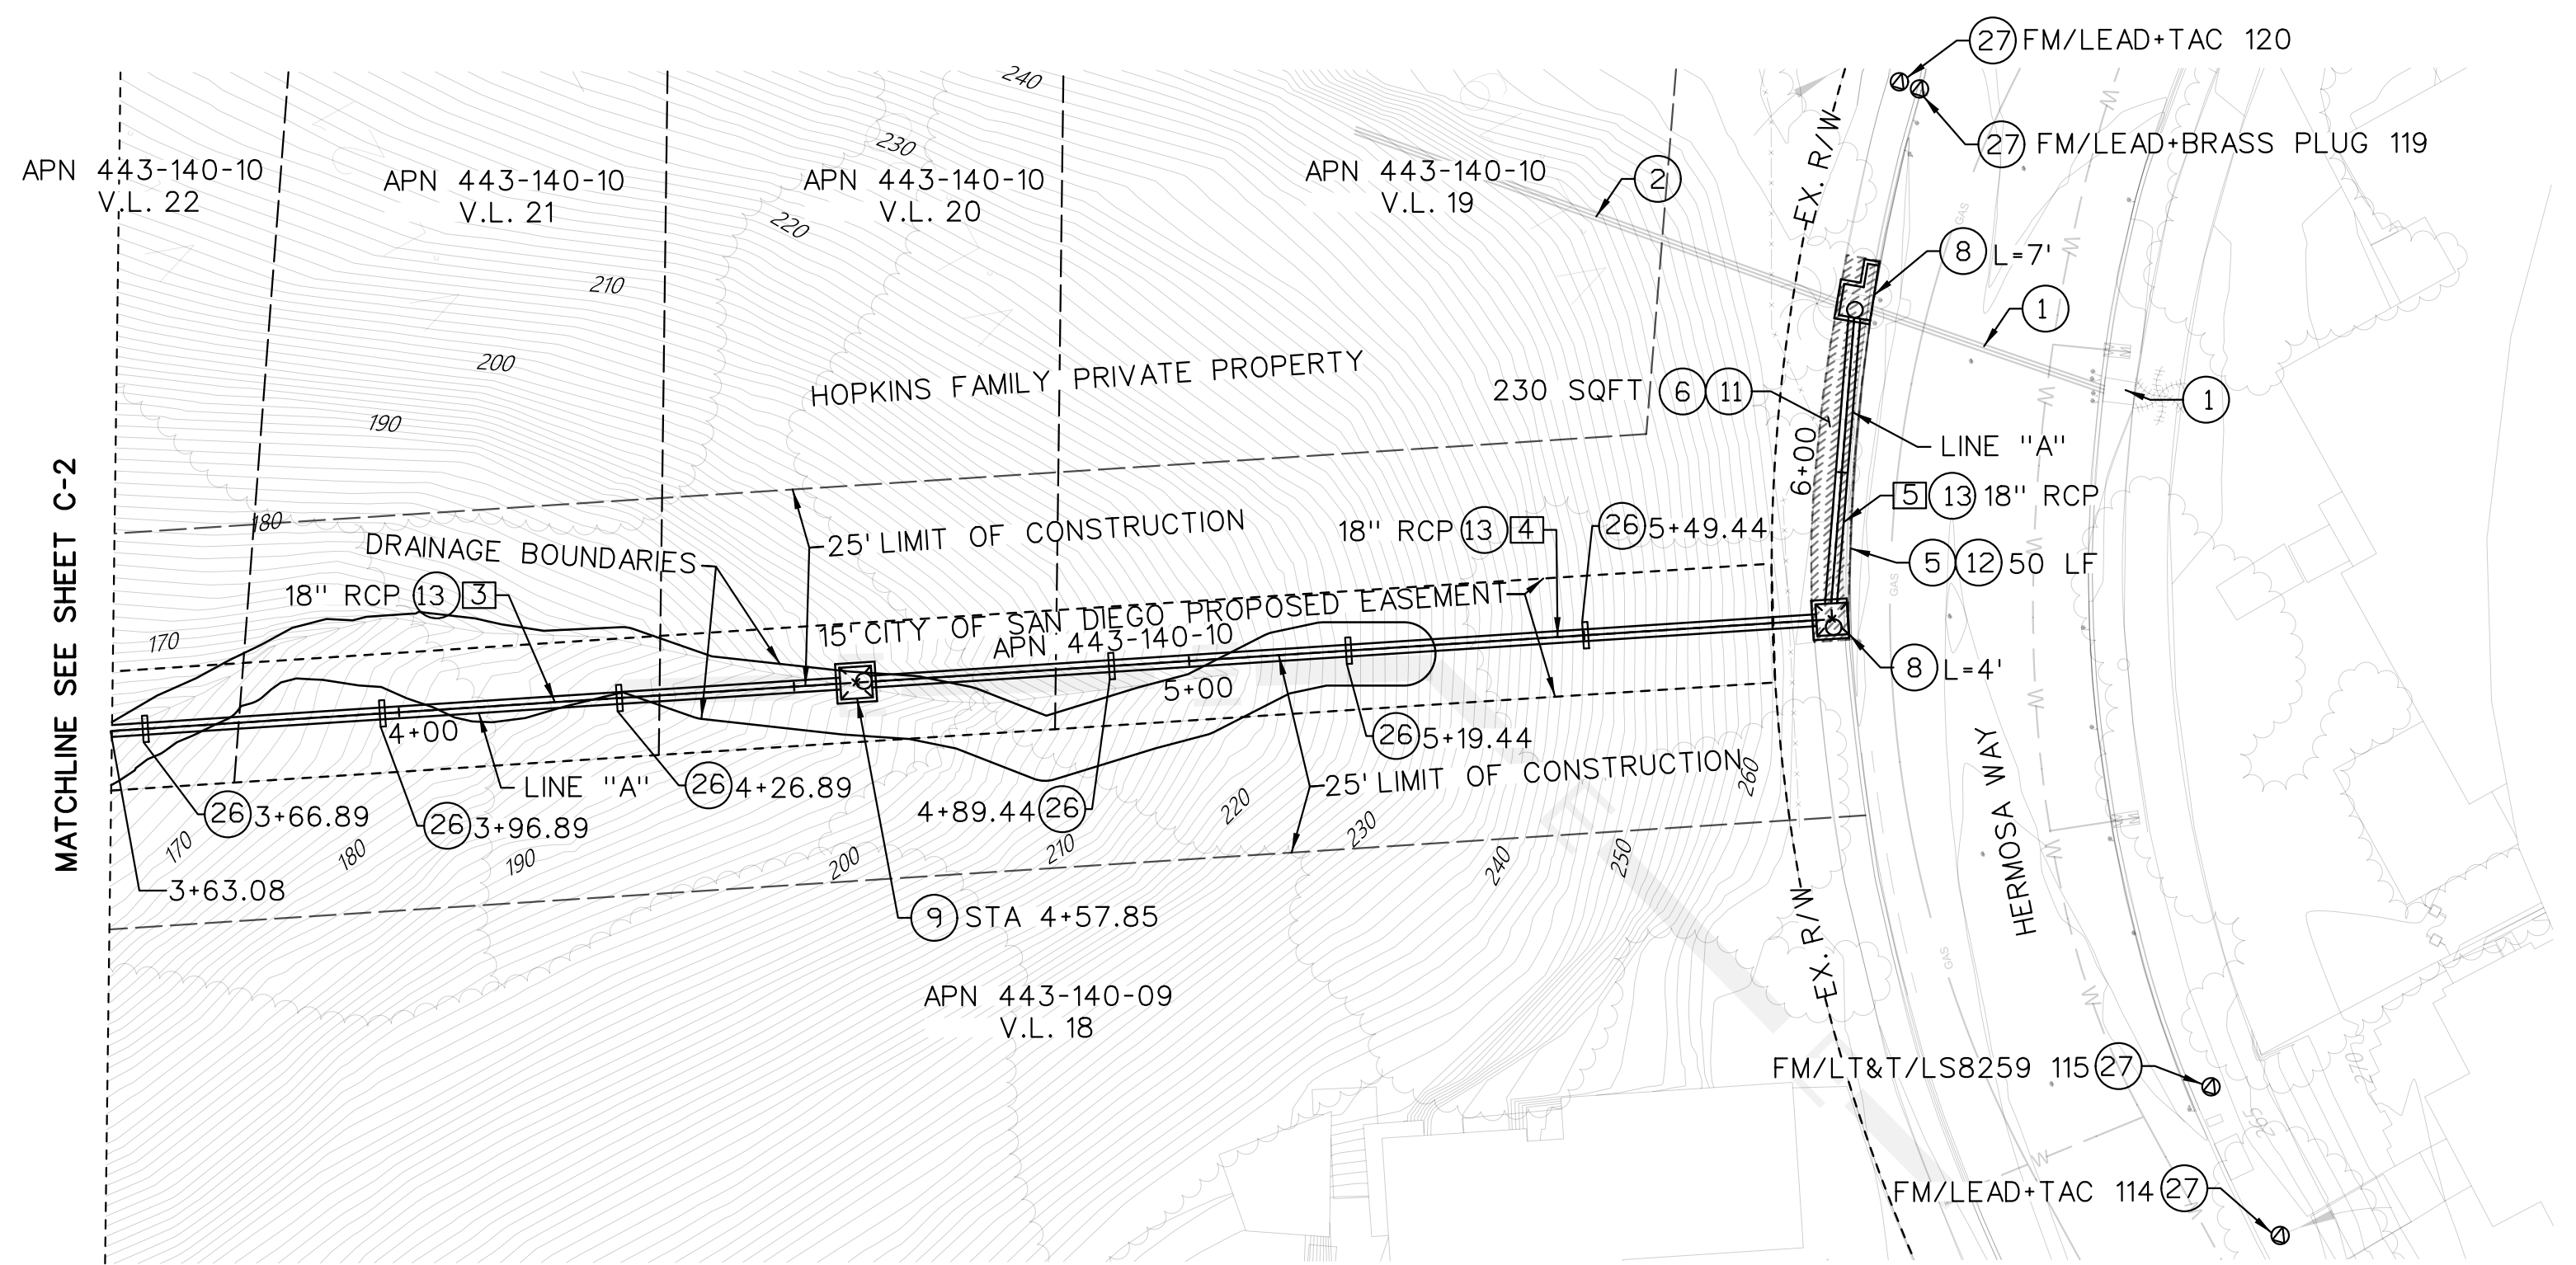 27 FM/LEAD+TAC 120
27 FM/LEAD+BRASS PLUG 119
240
230
220
210
200
190
180
170
APN 443-140-10
V.L. 22
APN 443-140-10
V.L. 21
APN 443-140-10
V.L. 20
APN 443-140-10
V.L. 19
2
EX. R/W
GAS
W
W
8 L=7'
1
1
HOPKINS FAMILY PRIVATE PROPERTY
230 SQFT 6 11
LINE "A"
6+00
5 13 18" RCP
5 12 50 LF
8 L=4'
MATCHLINE SEE SHEET C-2
DRAINAGE BOUNDARIES
25' LIMIT OF CONSTRUCTION
18" RCP 13 4
26 5+49.44
18" RCP 13 3
15' CITY OF SAN DIEGO PROPOSED EASEMENT
APN 443-140-10
5+00
4+00
LINE "A"
26 3+66.89
26 3+96.89
26 4+26.89
4+89.44 26
26 5+19.44
25' LIMIT OF CONSTRUCTION
3+63.08
170
180
190
200
210
220
230
240
250
260
9 STA 4+57.85
HERMOSA WAY
GAS
GAS
W
W
W
W
EX. R/W
APN 443-140-09
V.L. 18
FM/LT&T/LS8259 115 27
270
265
W
W
FM/LEAD+TAC 114 27